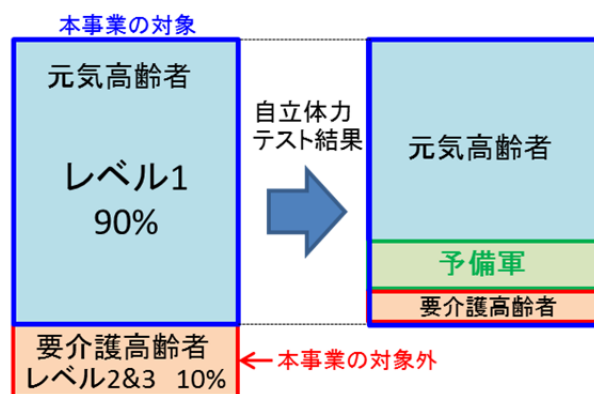 本事業の対象
元気高齢者
レベル1
90%
要介護高齢者
レベル2&3 10%
自立体力
テスト結果
元気高齢者
予備軍
要介護高齢者
本事業の対象外